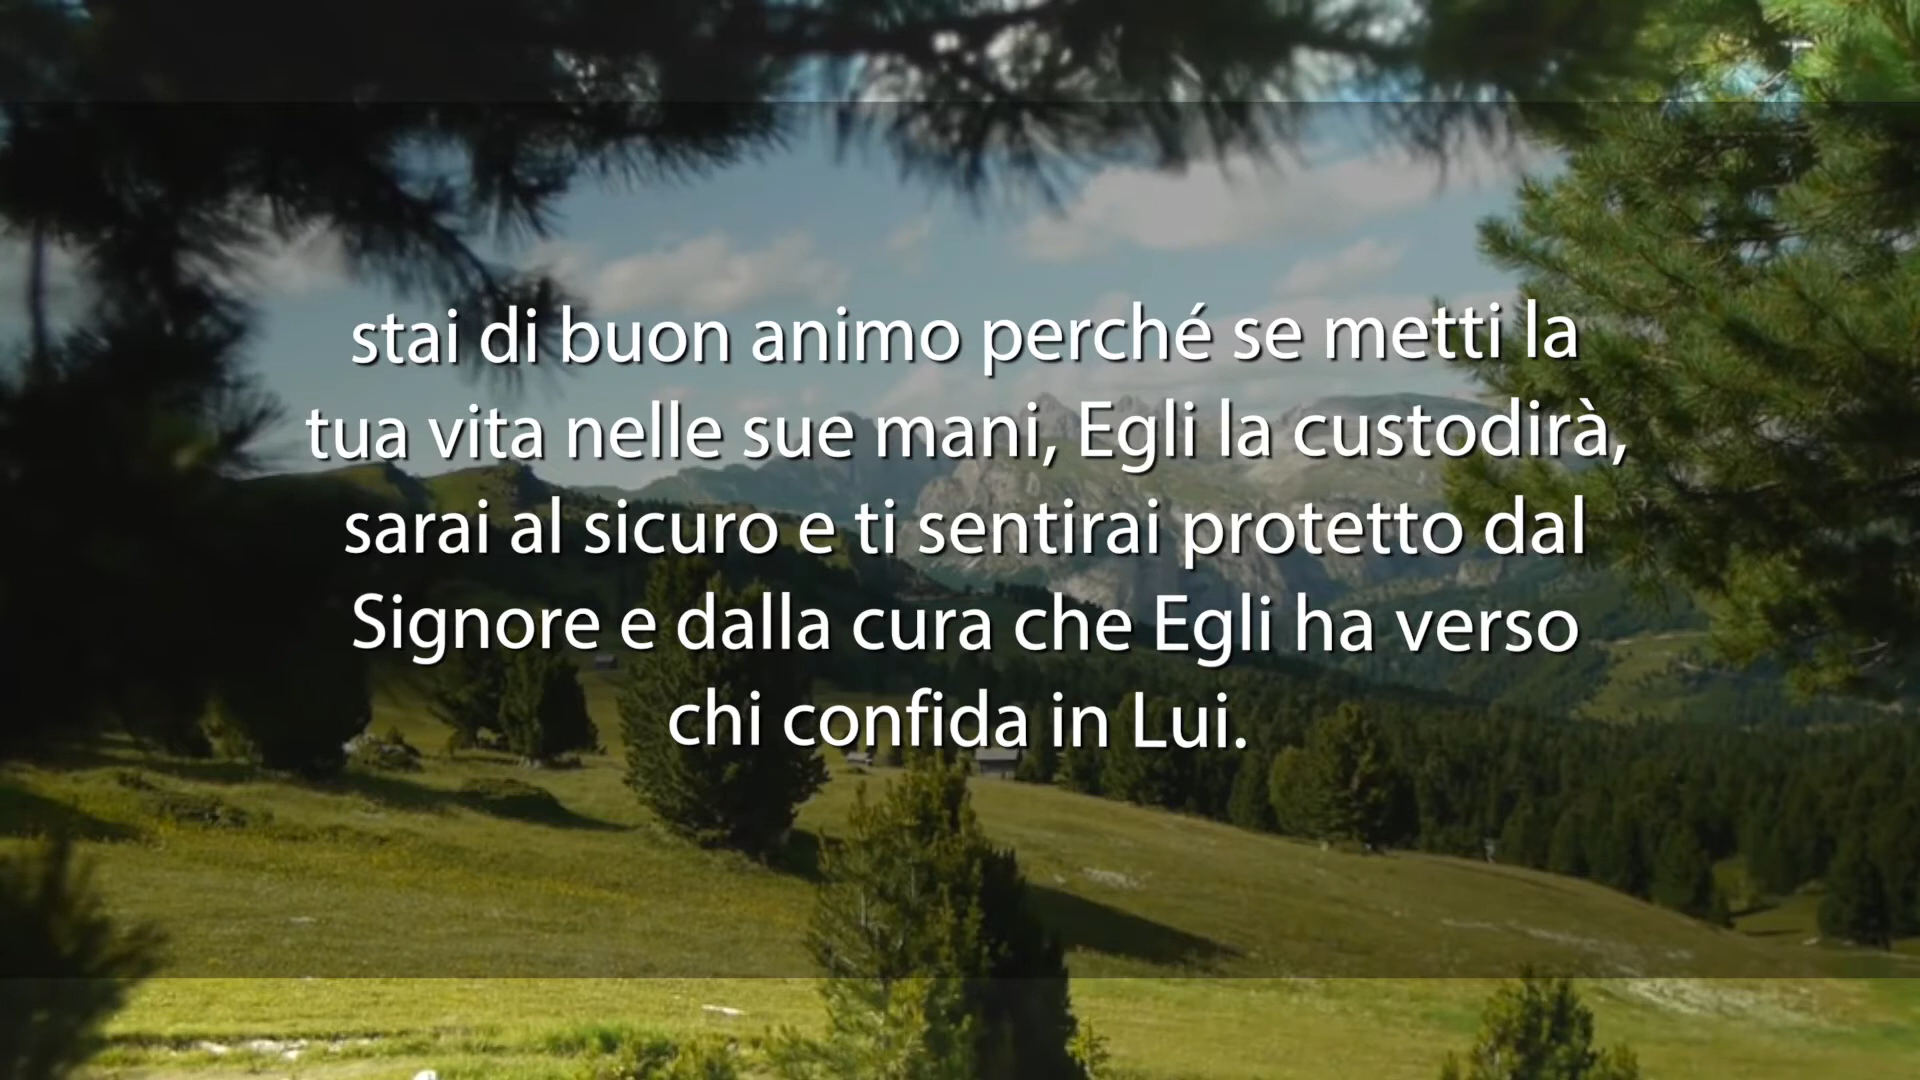 stai di buon animo perché se metti la
tua vita nelle sue mani, Egli la custodirà,
sarai al sicuro e ti sentirai protetto dal
Signore e dalla cura che Egli ha verso
chi confida in Lui.